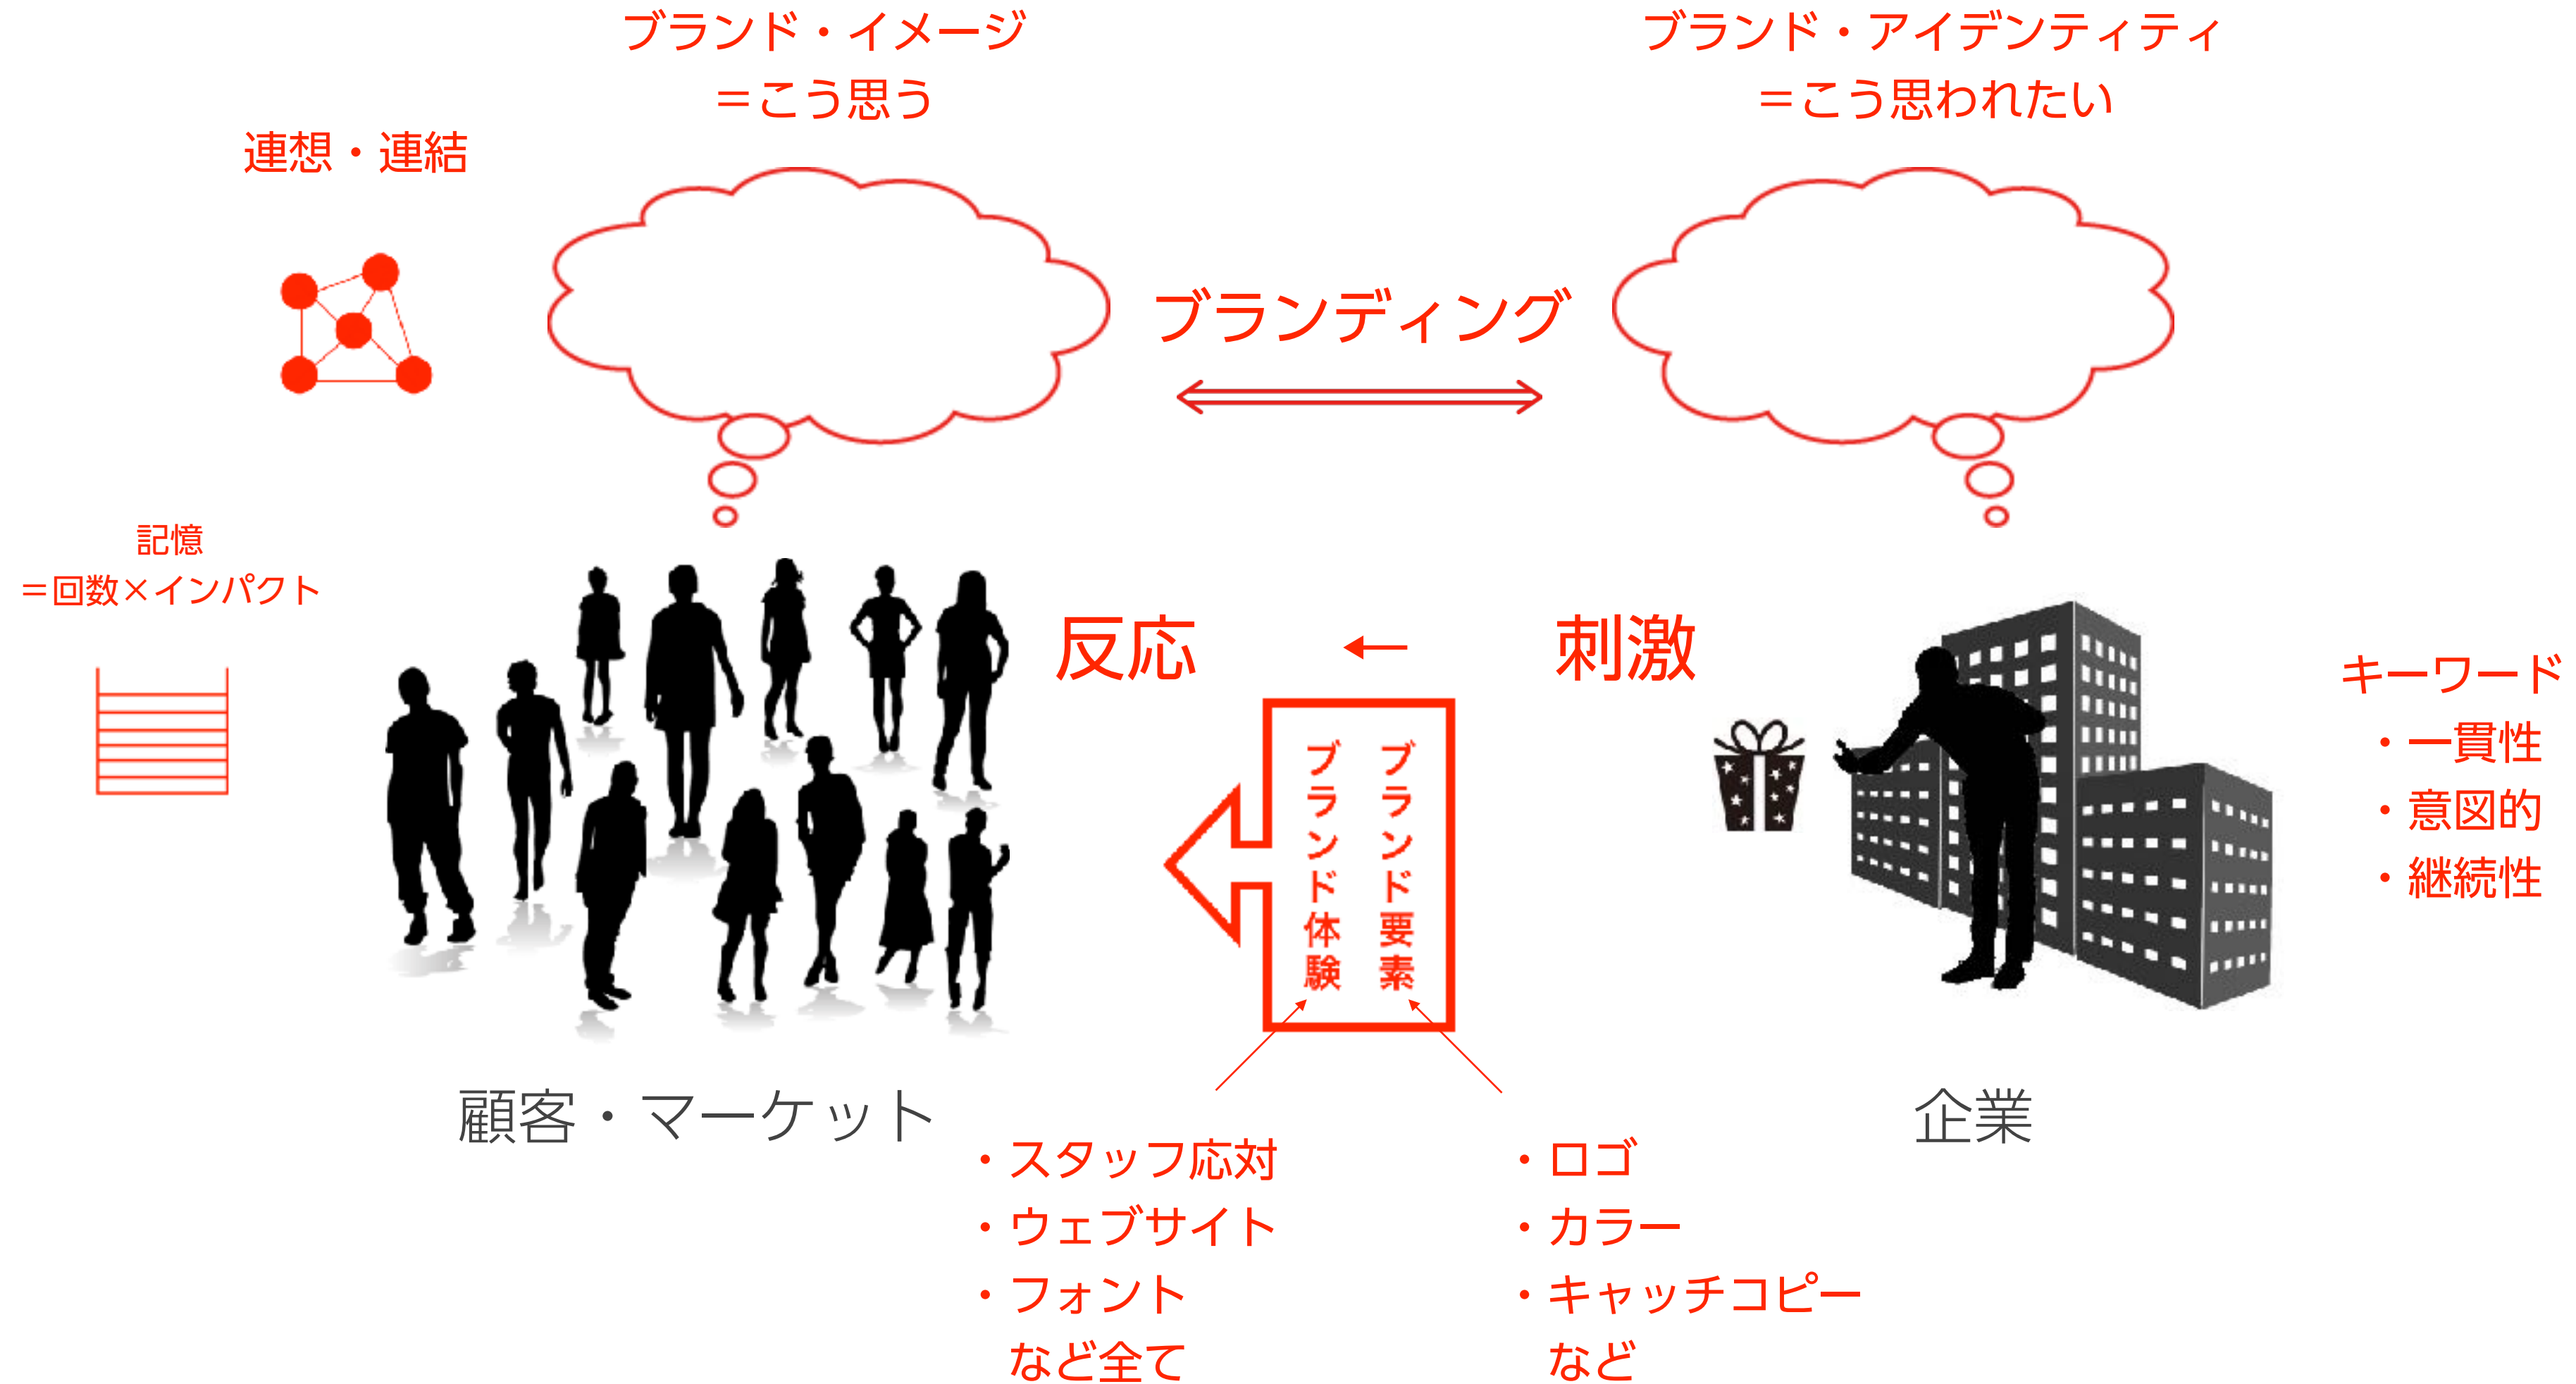 ブランド・イメージ
＝こう思う
ブランド・アイデンティティ
＝こう思われたい
連想・連結
ブランディング
記憶
＝回数×インパクト
反応
←
刺激
キーワード
・一貫性
・意図的
・継続性
ブランド要素
ブランド体験
顧客・マーケット
企業
・スタッフ応対
・ウェブサイト
・フォント
など全て
・ロゴ
・カラー
・キャッチコピー
など